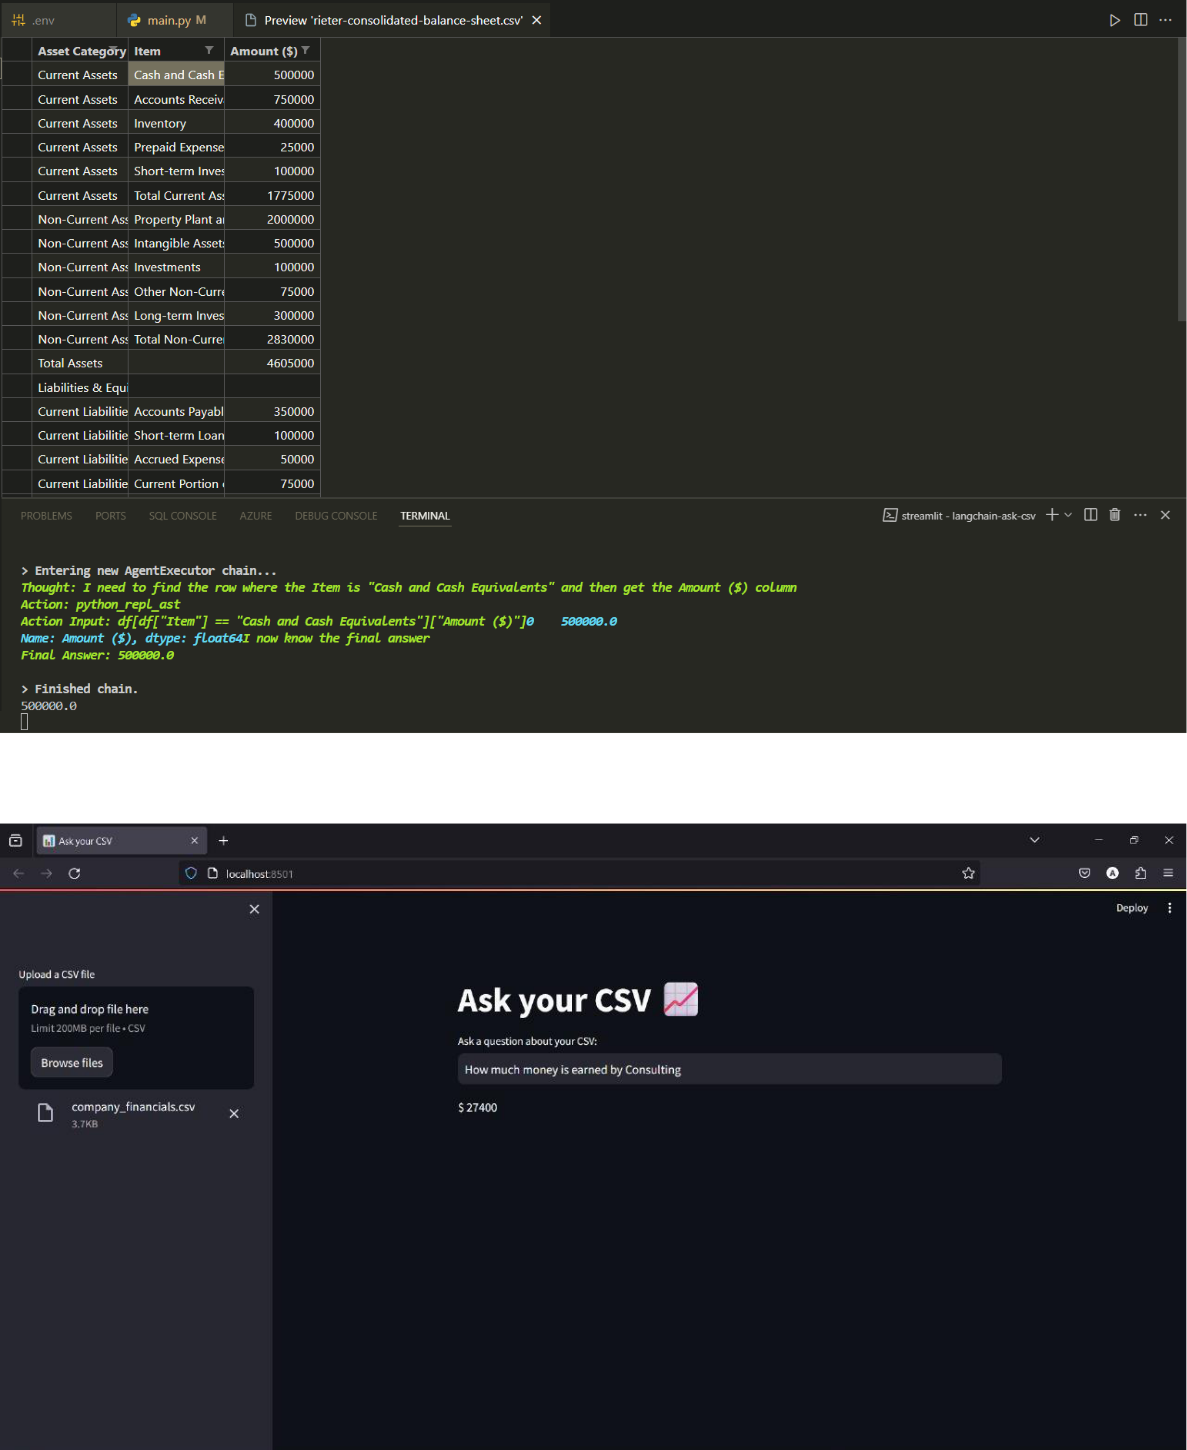 .env
main.py M
Preview 'rieter-consolidated-balance-sheet.csv'
Asset Category Item Amount ($)
Current Assets Cash and Cash E 500000
Current Assets Accounts Receiv 750000
Current Assets Inventory 400000
Current Assets Prepaid Expense 25000
Current Assets Short-term Inves 100000
Current Assets Total Current Ass 1775000
Non-Current Ass Property Plant a 2000000
Non-Current Ass Intangible Assets 500000
Non-Current Ass Investments 100000
Non-Current Ass Other Non-Curre 75000
Non-Current Ass Long-term Inves 300000
Non-Current Ass Total Non-Curre 2830000
Total Assets 4605000
Liabilities & Equi
Current Liabilitie Accounts Payabl 350000
Current Liabilitie Short-term Loan 100000
Current Liabilitie Accrued Expense 50000
Current Liabilitie Current Portion 75000
PROBLEMS PORTS SQL CONSOLE AZURE DEBUG CONSOLE TERMINAL
streamlit - langchain-ask-csv
> Entering new AgentExecutor chain...
Thought: I need to find the row where the Item is "Cash and Cash Equivalents" and then get the Amount ($) column
Action: python_repl_ast
Action Input: df[df["Item"] == "Cash and Cash Equivalents"]["Amount ($)"]0 500000.0
Name: Amount ($), dtype: float64I now know the final answer
Final Answer: 500000.0
> Finished chain.
500000.0
Ask your CSV
localhost:8501
Deploy
Upload a CSV file
Drag and drop file here
Limit 200MB per file • CSV
Browse files
company_financials.csv
3.7KB
Ask your CSV
Ask a question about your CSV:
How much money is earned by Consulting
$ 27400